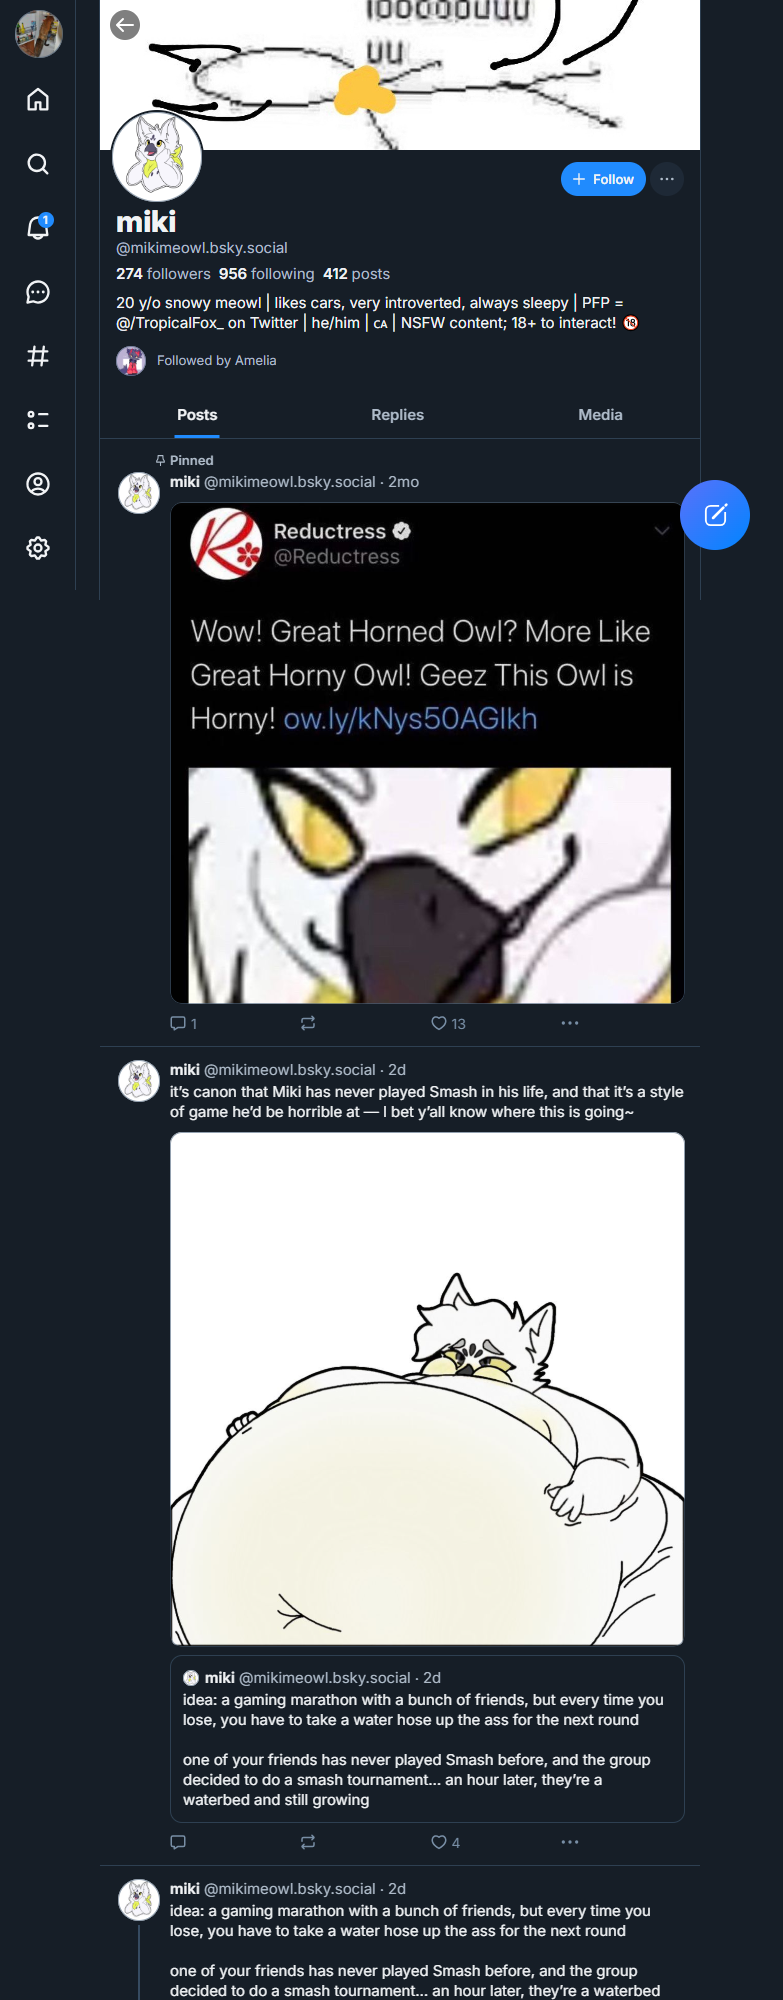 uu
+ Follow
miki
@mikimeowl.bsky.social
274 followers 956 following 412 posts
20 y/o snowy meowl | likes cars, very introverted, always sleepy | PFP =
@/TropicalFox_ on Twitter | he/him | ᴄᴀ | NSFW content; 18+ to interact! 🔞
Followed by Amelia
Posts Replies Media
Pinned
miki @mikimeowl.bsky.social · 2mo
Reductress
@Reductress
Wow! Great Horned Owl? More Like
Great Horny Owl! Geez This Owl is
Horny! ow.ly/kNys50AGlkh
1 13
miki @mikimeowl.bsky.social · 2d
it's canon that Miki has never played Smash in his life, and that it's a style
of game he'd be horrible at — I bet y'all know where this is going~
miki @mikimeowl.bsky.social · 2d
idea: a gaming marathon with a bunch of friends, but every time you
lose, you have to take a water hose up the ass for the next round
one of your friends has never played Smash before, and the group
decided to do a smash tournament... an hour later, they're a
waterbed and still growing
4
miki @mikimeowl.bsky.social · 2d
idea: a gaming marathon with a bunch of friends, but every time you
lose, you have to take a water hose up the ass for the next round
one of your friends has never played Smash before, and the group
decided to do a smash tournament... an hour later, they're a waterbed
1